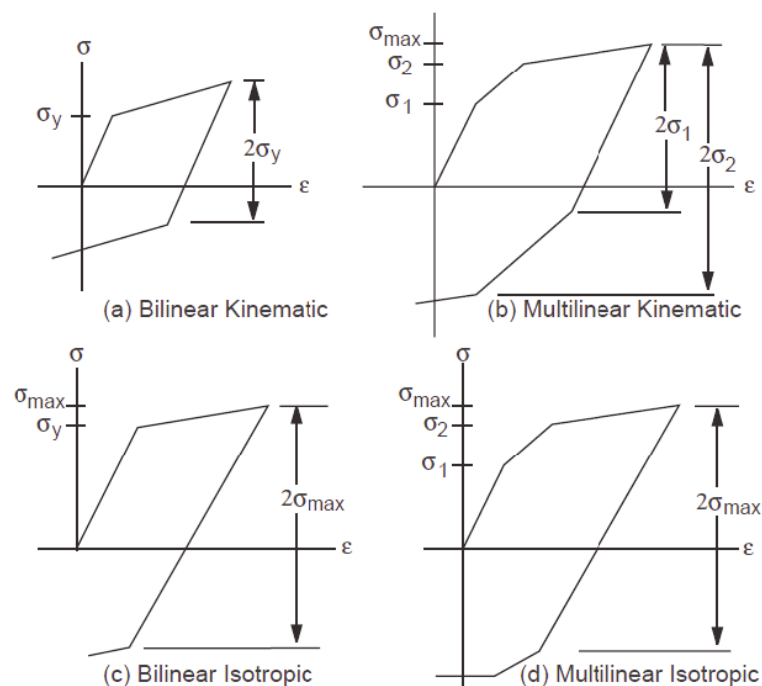 σ
σy
2σy
ε
(a) Bilinear Kinematic
σmax
σ2
σ1
2σ1
2σ2
ε
(b) Multilinear Kinematic
σ
σmax
σy
2σmax
ε
(c) Bilinear Isotropic
σ
σmax
σ2
σ1
2σmax
ε
(d) Multilinear Isotropic